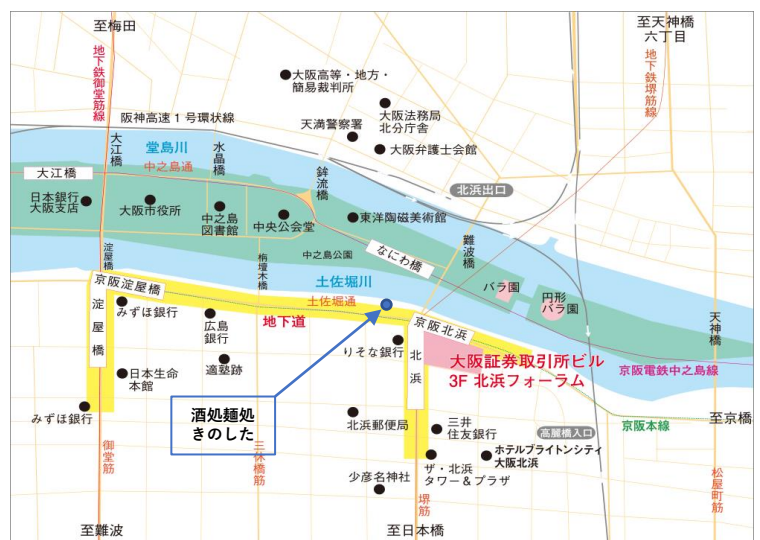 至梅田
至天神橋
六丁目
地下鉄御堂筋線
地下鉄堺筋線
大阪高等・地方・
簡易裁判所
大阪法務局
北分庁舎
阪神高速1号環状線
天満警察署
大阪弁護士会館
大江橋
堂島川
水晶橋
中之島通
鉾流橋
大江橋
北浜出口
日本銀行
大阪支店
大阪市役所
中之島
図書館
中央公会堂
東洋陶磁美術館
難波橋
なにわ橋
淀屋橋
栴壇木橋
中之島公園
土佐堀川
バラ園
円形
バラ園
天神橋
京阪淀屋橋
土佐堀通
淀屋橋
みずほ銀行
広島
銀行
地下道
京阪北浜
りそな銀行
北浜
大阪証券取引所ビル
3F 北浜フォーラム
京阪電鉄中之島線
適塾跡
日本生命
本館
酒処麺処
きのした
みずほ銀行
北浜郵便局
三井
住友銀行
高麗橋入口
京阪本線
至京橋
御堂筋
三休橋筋
ホテルブライトンシティ
大阪北浜
ザ・北浜
タワー&プラザ
少彦名神社
堺筋
松屋町筋
至難波
至日本橋